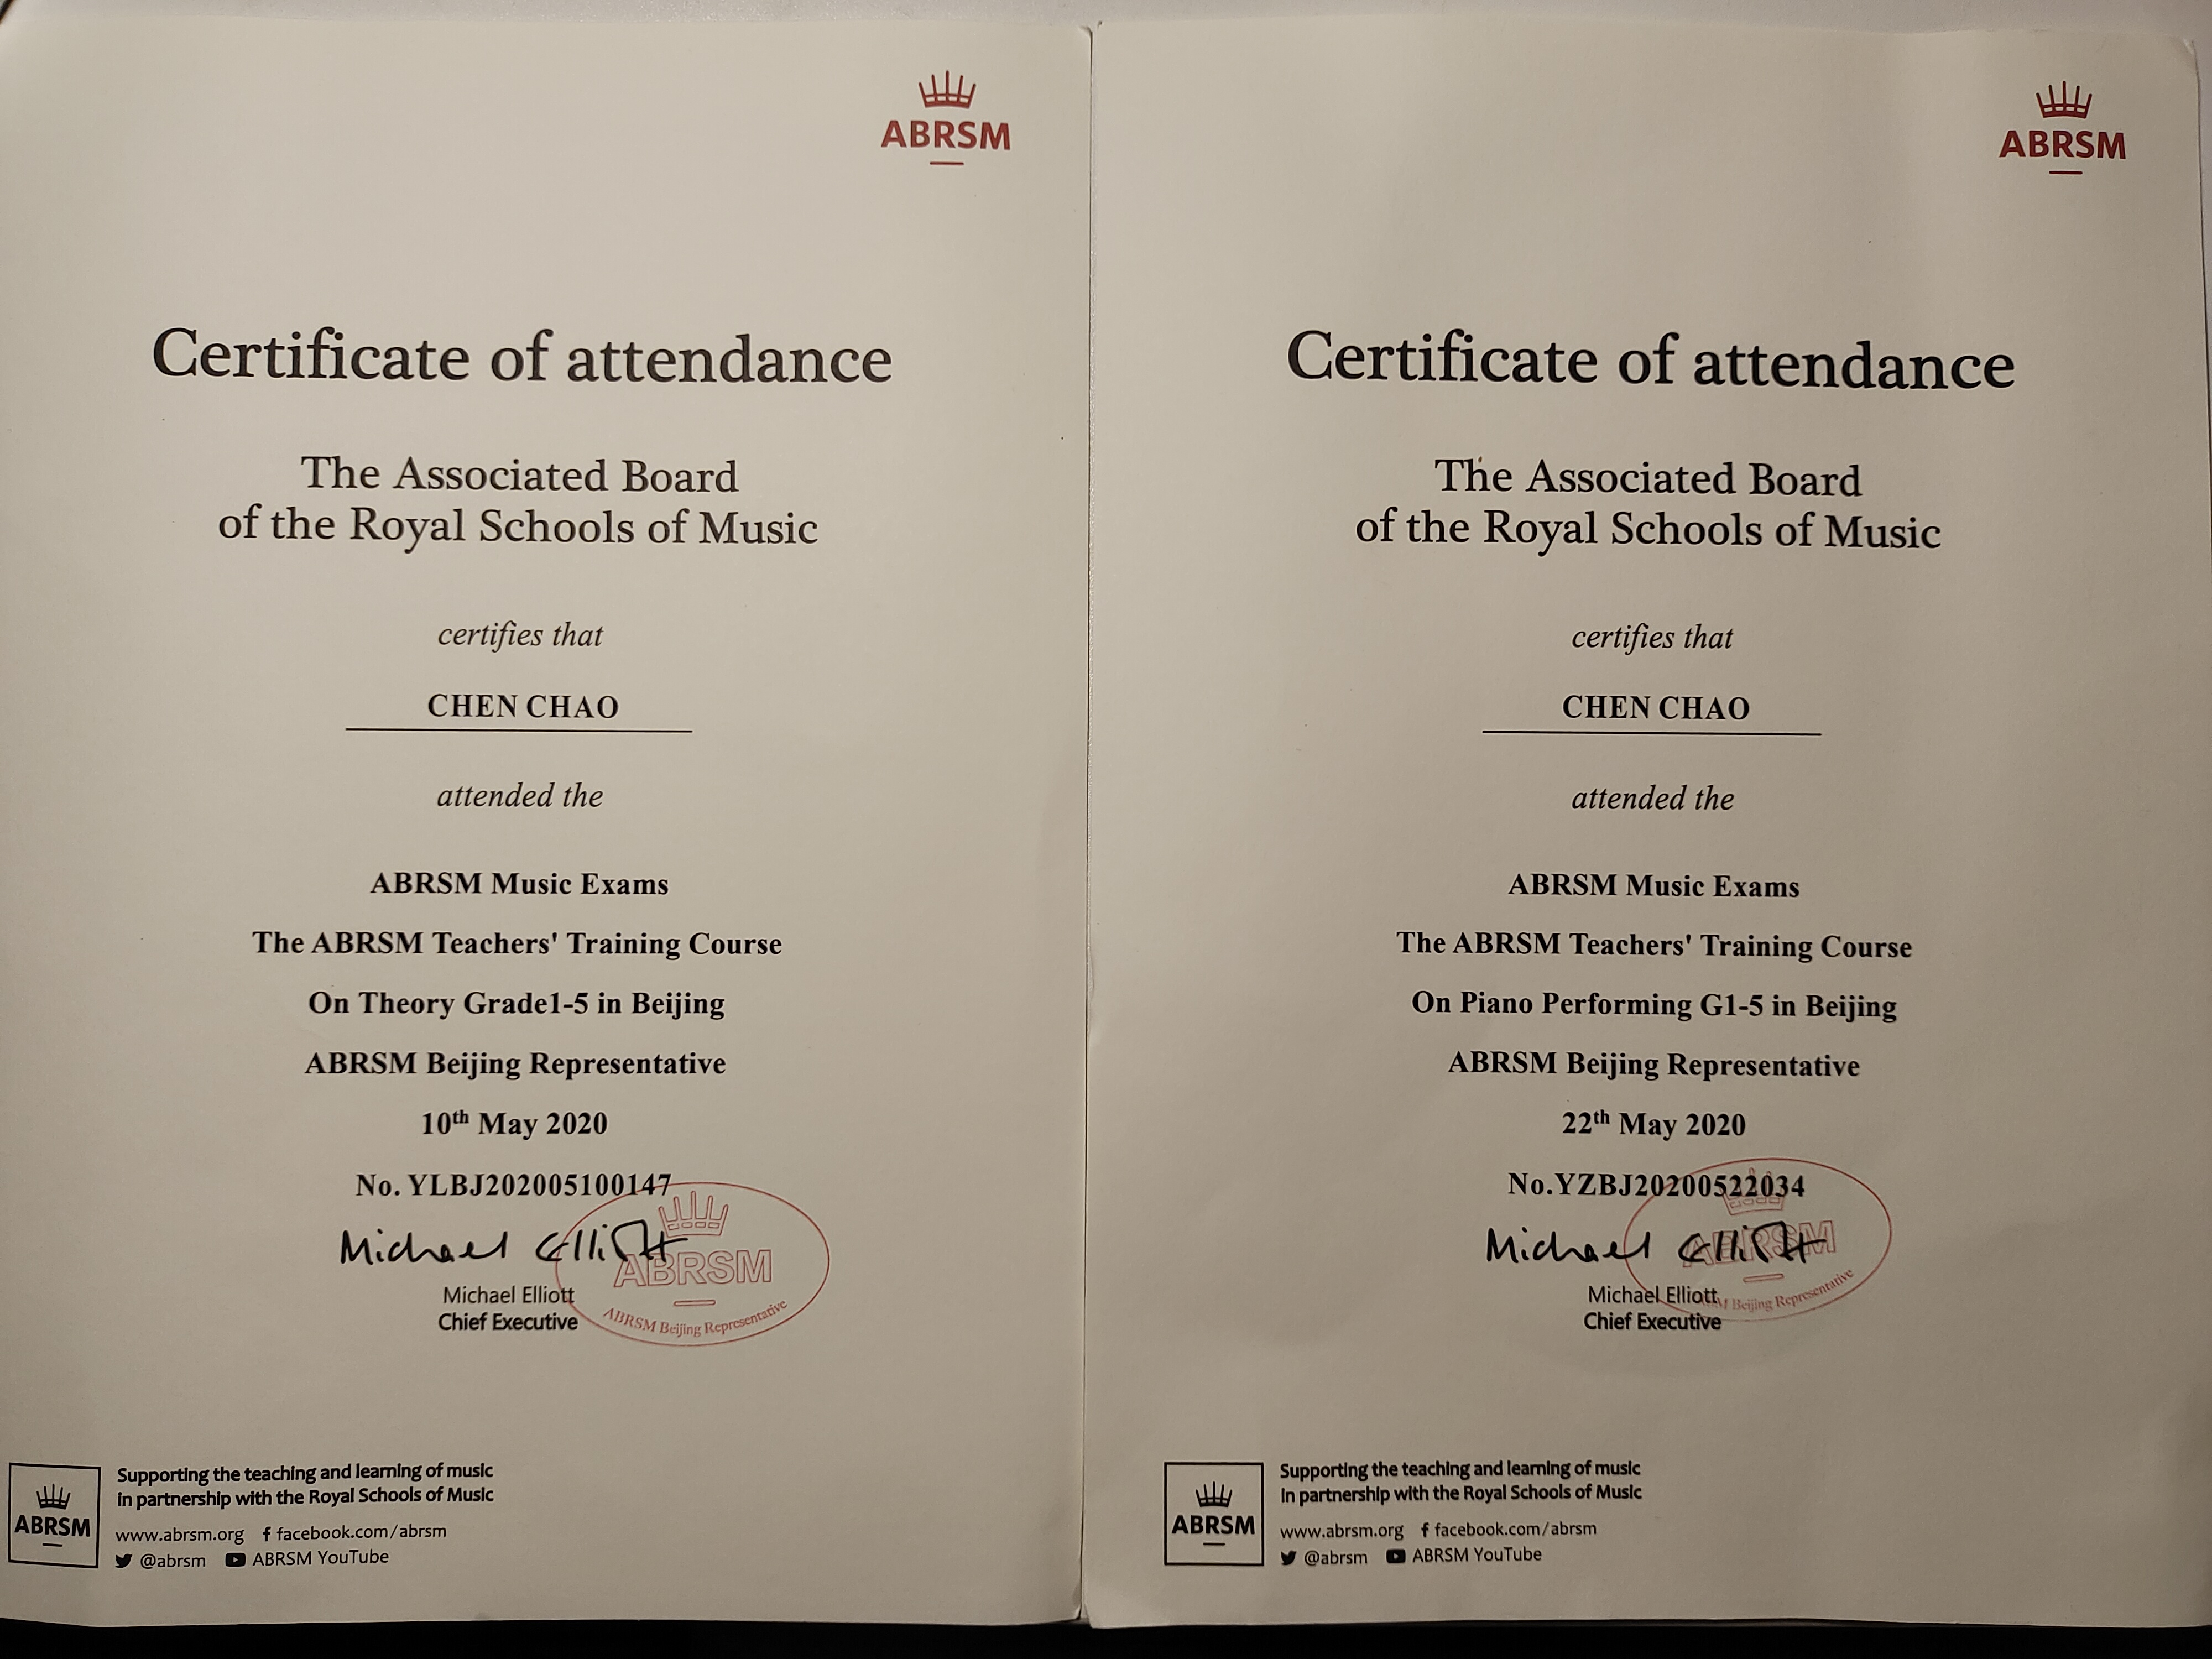 ABRSM
Certificate of attendance
The Associated Board
of the Royal Schools of Music
certifies that
CHEN CHAO
attended the
ABRSM Music Exams
The ABRSM Teachers' Training Course
On Theory Grade1-5 in Beijing
ABRSM Beijing Representative
10th May 2020
No. YLBJ202005100147
Michael Elliott
ABRSM
ABRSM Beijing Representative
Michael Elliott
Chief Executive
ABRSM
Supporting the teaching and learning of music
in partnership with the Royal Schools of Music
www.abrsm.org facebook.com/abrsm
@abrsm ABRSM YouTube
ABRSM
Certificate of attendance
The Associated Board
of the Royal Schools of Music
certifies that
CHEN CHAO
attended the
ABRSM Music Exams
The ABRSM Teachers' Training Course
On Piano Performing G1-5 in Beijing
ABRSM Beijing Representative
22th May 2020
No.YZBJ20200522034
Michael Elliott
ABRSM
Beijing Representative
Michael Elliott
Chief Executive
ABRSM
Supporting the teaching and learning of music
in partnership with the Royal Schools of Music
www.abrsm.org facebook.com/abrsm
@abrsm ABRSM YouTube